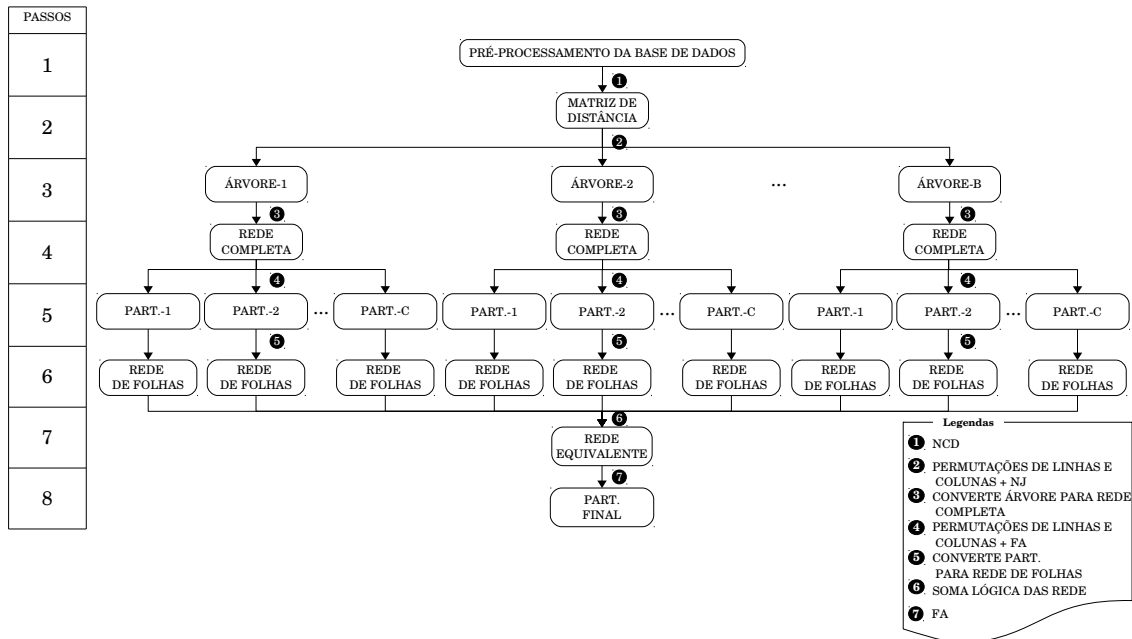 PASSOS
1
PRÉ-PROCESSAMENTO DA BASE DE DADOS
1
2
MATRIZ DE
DISTÂNCIA
2
3
ÁRVORE-1
ÁRVORE-2
...
ÁRVORE-B
3
3
3
4
REDE
COMPLETA
REDE
COMPLETA
REDE
COMPLETA
4
4
4
5
PART.-1
PART.-2
...
PART.-C
PART.-1
PART.-2
...
PART.-C
PART.-1
PART.-2
...
PART.-C
5
5
5
6
REDE
DE FOLHAS
REDE
DE FOLHAS
REDE
DE FOLHAS
REDE
DE FOLHAS
REDE
DE FOLHAS
REDE
DE FOLHAS
REDE
DE FOLHAS
REDE
DE FOLHAS
REDE
DE FOLHAS
6
7
REDE
EQUIVALENTE
7
8
PART.
FINAL
Legendas
1 NCD
2 PERMUTAÇÕES DE LINHAS E
COLUNAS + NJ
3 CONVERTE ÁRVORE PARA REDE
COMPLETA
4 PERMUTAÇÕES DE LINHAS E
COLUNAS + FA
5 CONVERTE PART.
PARA REDE DE FOLHAS
6 SOMA LÓGICA DAS REDE
7 FA